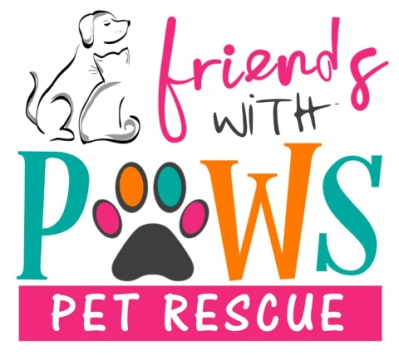 friends
WITH
PAWS
PET RESCUE